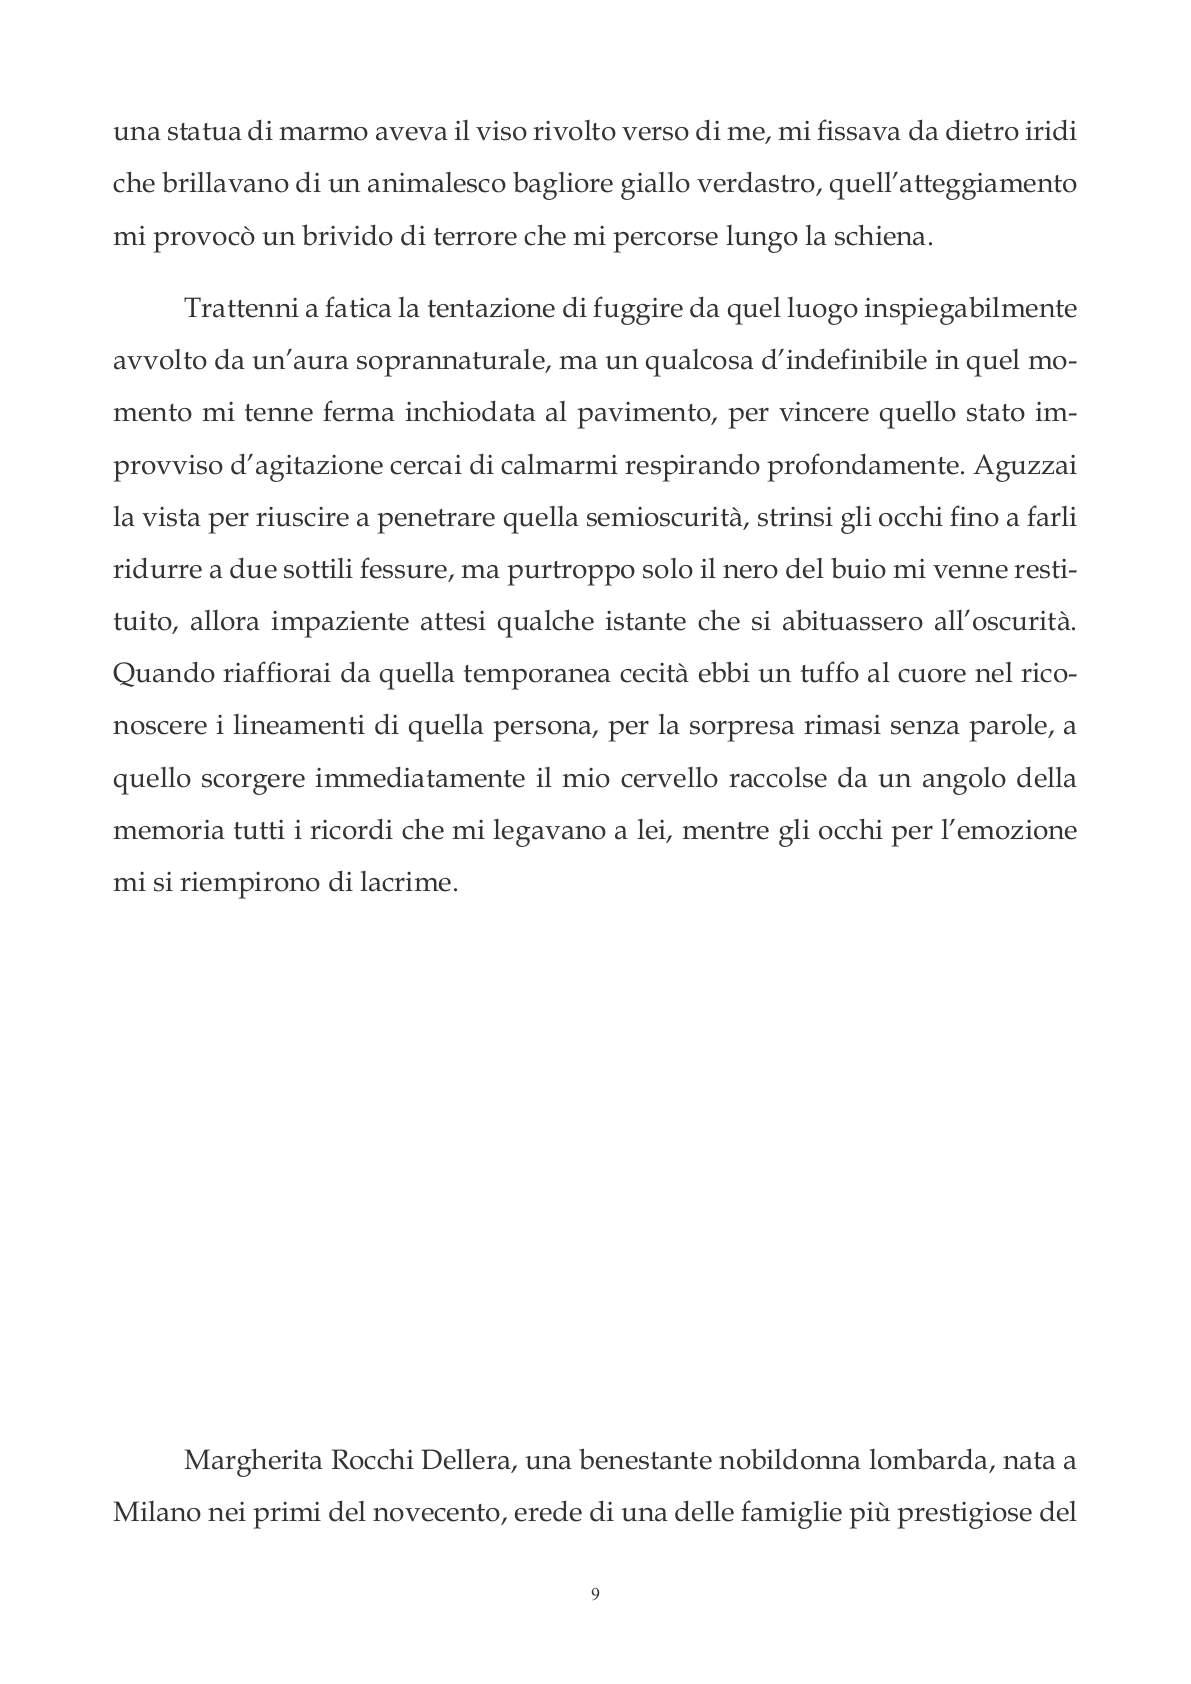 una statua di marmo aveva il viso rivolto verso di me, mi fissava da dietro iridi
che brillavano di un animalesco bagliore giallo verdastro, quell’atteggiamento
mi provocò un brivido di terrore che mi percorse lungo la schiena.
Trattenni a fatica la tentazione di fuggire da quel luogo inspiegabilmente
avvolto da un’aura soprannaturale, ma un qualcosa d’indefinibile in quel mo-
mento mi tenne ferma inchiodata al pavimento, per vincere quello stato im-
provviso d’agitazione cercai di calmarmi respirando profondamente. Aguzzai
la vista per riuscire a penetrare quella semioscurità, strinsi gli occhi fino a farli
ridurre a due sottili fessure, ma purtroppo solo il nero del buio mi venne resti-
tuito, allora impaziente attesi qualche istante che si abituassero all’oscurità.
Quando riaffiorai da quella temporanea cecità ebbi un tuffo al cuore nel rico-
noscere i lineamenti di quella persona, per la sorpresa rimasi senza parole, a
quello scorgere immediatamente il mio cervello raccolse da un angolo della
memoria tutti i ricordi che mi legavano a lei, mentre gli occhi per l’emozione
mi si riempirono di lacrime.
Margherita Rocchi Dellera, una benestante nobildonna lombarda, nata a
Milano nei primi del novecento, erede di una delle famiglie più prestigiose del
9